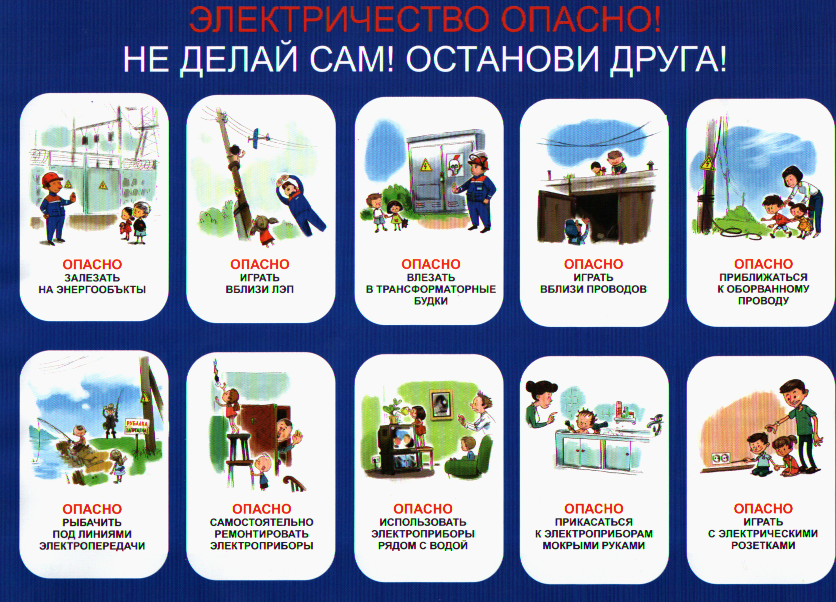 ЭЛЕКТРИЧЕСТВО ОПАСНО!
НЕ ДЕЛАЙ САМ! ОСТАНОВИ ДРУГА!
ОПАСНО
ЗАЛЕЗАТЬ
НА ЭНЕРГООБЪКТЫ
ОПАСНО
ИГРАТЬ
ВБЛИЗИ ЛЭП
ОПАСНО
ВЛЕЗАТЬ
В ТРАНСФОРМАТОРНЫЕ
БУДКИ
ОПАСНО
ИГРАТЬ
ВБЛИЗИ ПРОВОДОВ
ОПАСНО
ПРИБЛИЖАТЬСЯ
К ОБОРВАННОМУ
ПРОВОДУ
РЫБАЛКА
ЗАПРЕЩЕНА
ОПАСНО
РЫБАЧИТЬ
ПОД ЛИНИЯМИ
ЭЛЕКТРОПЕРЕДАЧИ
ОПАСНО
САМОСТОЯТЕЛЬНО
РЕМОНТИРОВАТЬ
ЭЛЕКТРОПРИБОРЫ
ОПАСНО
ИСПОЛЬЗОВАТЬ
ЭЛЕКТРОПРИБОРЫ
РЯДОМ С ВОДОЙ
ОПАСНО
ПРИКАСАТЬСЯ
К ЭЛЕКТРОПРИБОРАМ
МОКРЫМИ РУКАМИ
ОПАСНО
ИГРАТЬ
С ЭЛЕКТРИЧЕСКИМИ
РОЗЕТКАМИ